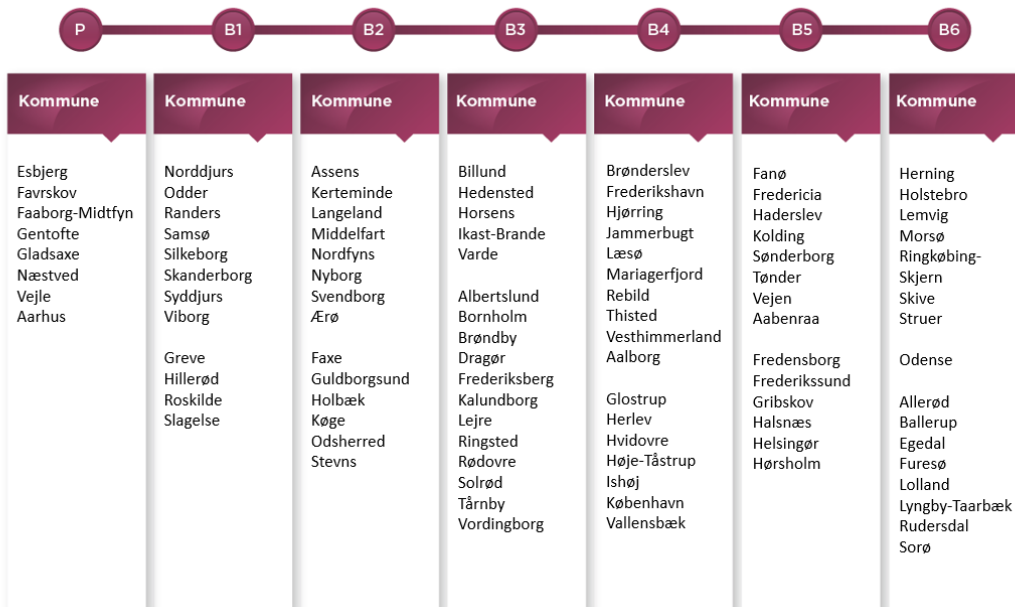 P
B1
B2
B3
B4
B5
B6
Kommune
Esbjerg
Favrskov
Faaborg-Midtfyn
Gentofte
Gladsaxe
Næstved
Vejle
Aarhus
Kommune
Norddjurs
Odder
Randers
Samsø
Silkeborg
Skanderborg
Syddjurs
Viborg
Greve
Hillerød
Roskilde
Slagelse
Kommune
Assens
Kerteminde
Langeland
Middelfart
Nordfyns
Nyborg
Svendborg
Ærø
Faxe
Guldborgsund
Holbæk
Køge
Odsherred
Stevns
Kommune
Billund
Hedensted
Horsens
Ikast-Brande
Varde
Albertslund
Bornholm
Brøndby
Dragør
Frederiksberg
Kalundborg
Lejre
Ringsted
Rødovre
Solrød
Tårnby
Vordingborg
Kommune
Brønderslev
Frederikshavn
Hjørring
Jammerbugt
Læsø
Mariagerfjord
Rebild
Thisted
Vesthimmerland
Aalborg
Glostrup
Herlev
Hvidovre
Høje-Tåstrup
Ishøj
København
Vallensbæk
Kommune
Fanø
Fredericia
Haderslev
Kolding
Sønderborg
Tønder
Vejen
Aabenraa
Fredensborg
Frederikssund
Gribskov
Halsnæs
Helsingør
Hørsholm
Kommune
Herning
Holstebro
Lemvig
Morsø
Ringkøbing-
Skjern
Skive
Struer
Odense
Allerød
Ballerup
Egedal
Furesø
Lolland
Lyngby-Taarbæk
Rudersdal
Sorø